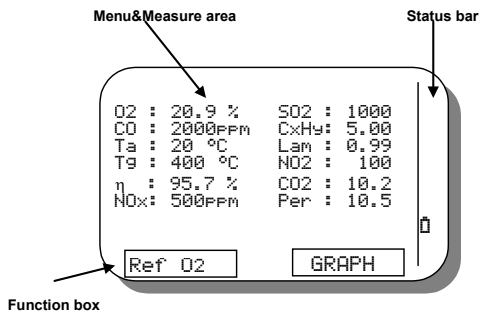 Menu&Measure area
Status bar
O2 : 20.9 % SO2 : 1000
CO : 2000ppm CxHy: 5.00
Ta : 20 °C Lam : 0.99
Tg : 400 °C NO2 : 100
η : 95.7 % CO2 : 10.2
NOx: 500ppm Per : 10.5
Ref O2 GRAPH
Function box